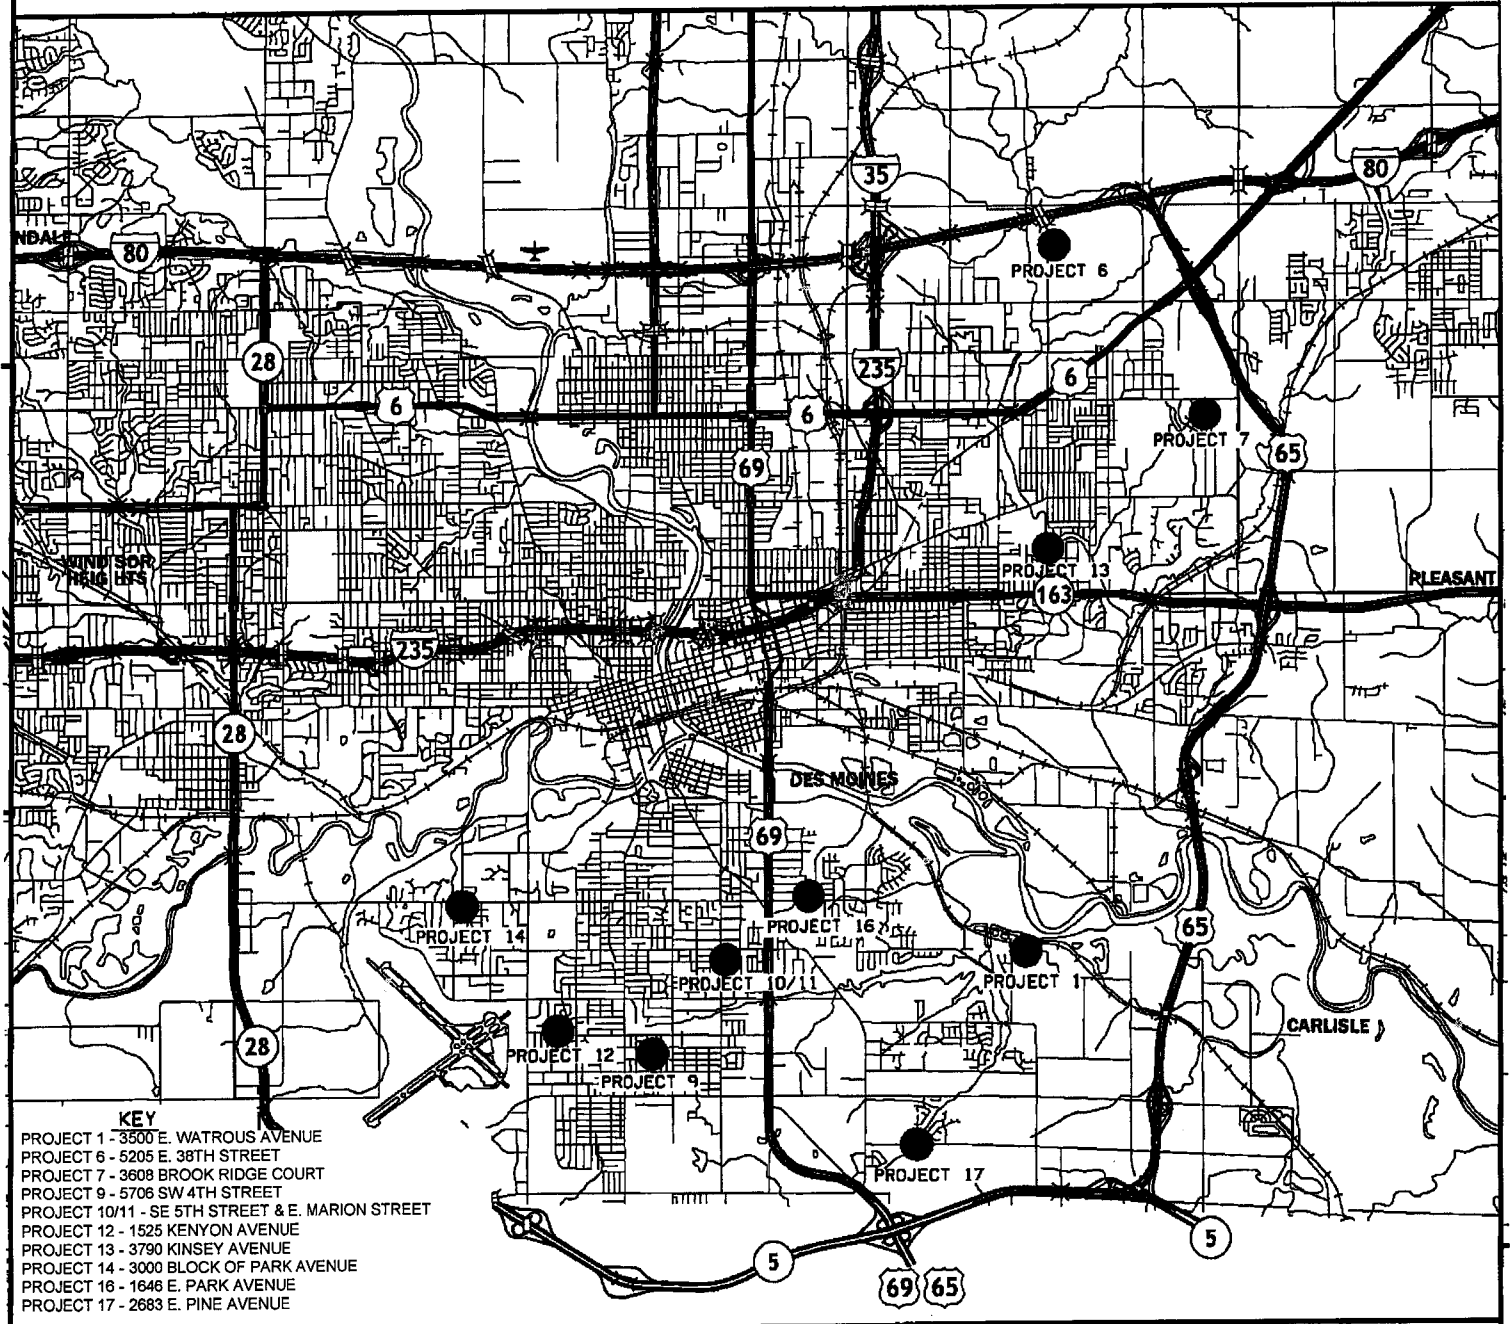 35
80
NDALE
80
PROJECT 6
28
235
6
6
6
PROJECT 7
69
65
WINDSOR
HEIGHTS
PROJECT 13
163
PLEASANT
235
28
DES MOINES
69
PROJECT 14
PROJECT 16
65
PROJECT 10/11
PROJECT 1
CARLISLE
28
PROJECT 12
PROJECT 9
PROJECT 17
5
5
69
65
KEY
PROJECT 1 - 3500 E. WATROUS AVENUE
PROJECT 6 - 5205 E. 38TH STREET
PROJECT 7 - 3608 BROOK RIDGE COURT
PROJECT 9 - 5706 SW 4TH STREET
PROJECT 10/11 - SE 5TH STREET & E. MARION STREET
PROJECT 12 - 1525 KENYON AVENUE
PROJECT 13 - 3790 KINSEY AVENUE
PROJECT 14 - 3000 BLOCK OF PARK AVENUE
PROJECT 16 - 1646 E. PARK AVENUE
PROJECT 17 - 2683 E. PINE AVENUE